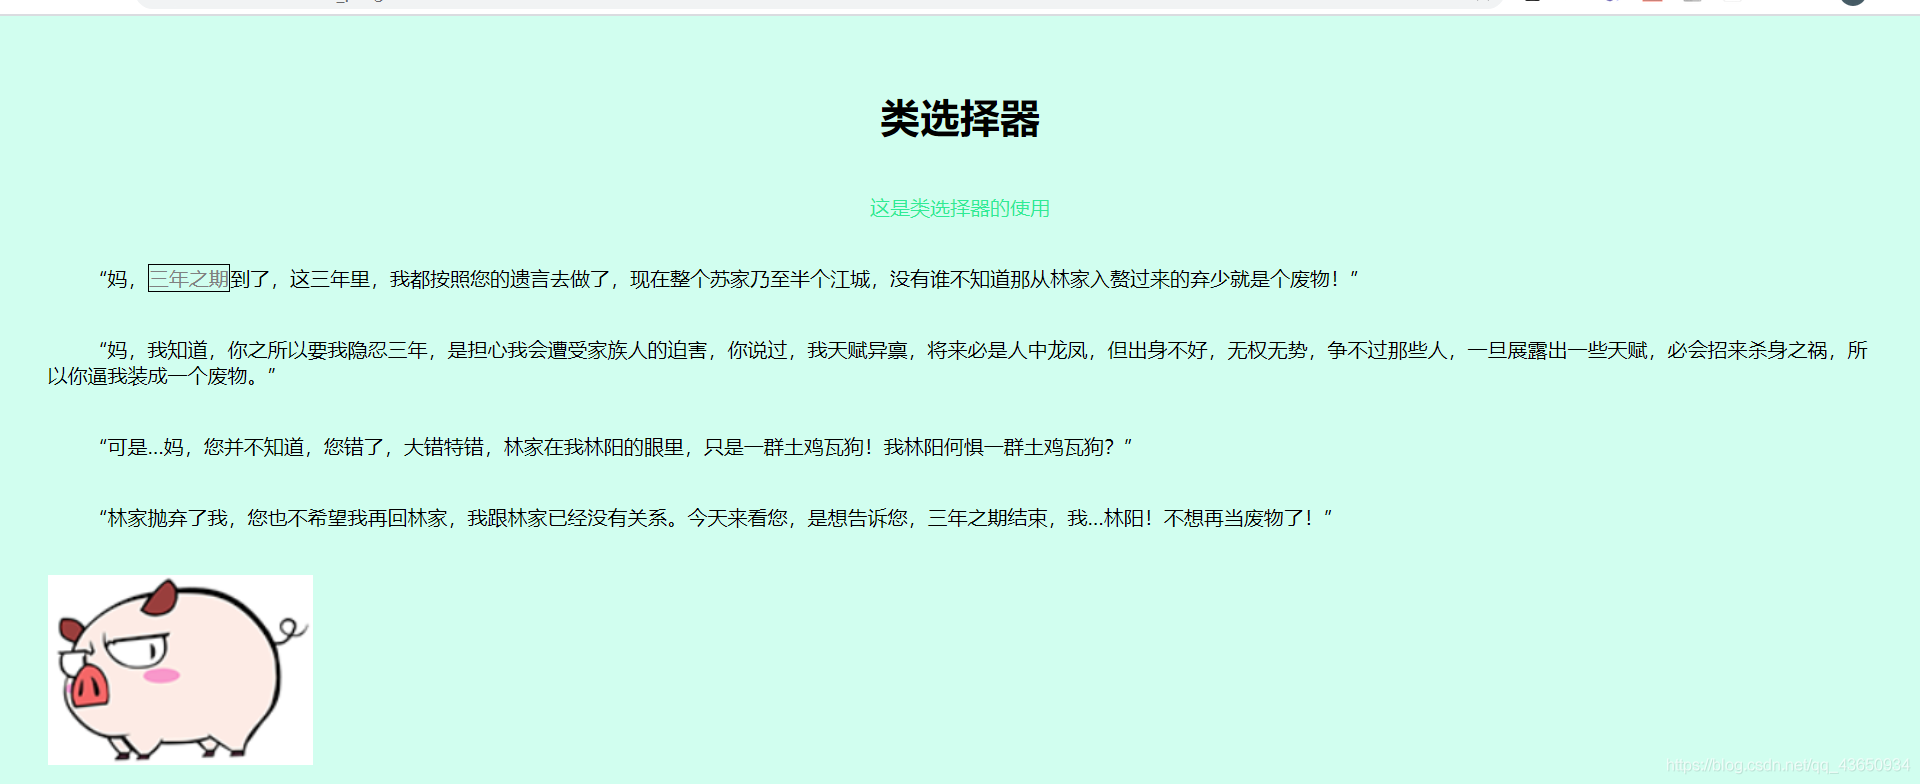 类选择器
这是类选择器的使用
“妈，三年之期到了，这三年里，我都按照您的遗言去做了，现在整个苏家乃至半个江城，没有谁不知道那从林家入赘过来的弃少就是个废物！”
“妈，我知道，你之所以要我隐忍三年，是担心我会遭受家族人的迫害，你说过，我天赋异禀，将来必是人中龙凤，但出身不好，无权无势，争不过那些人，一旦展露出一些天赋，必会招来杀身之祸，所
以你逼我装成一个废物。”
“可是...妈，您并不知道，您错了，大错特错，林家在我林阳的眼里，只是一群土鸡瓦狗！我林阳何惧一群土鸡瓦狗？”
“林家抛弃了我，您也不希望我再回林家，我跟林家已经没有关系。今天来看您，是想告诉您，三年之期结束，我...林阳！不想再当废物了！”
https://blog.csdn.net/qq_43650934